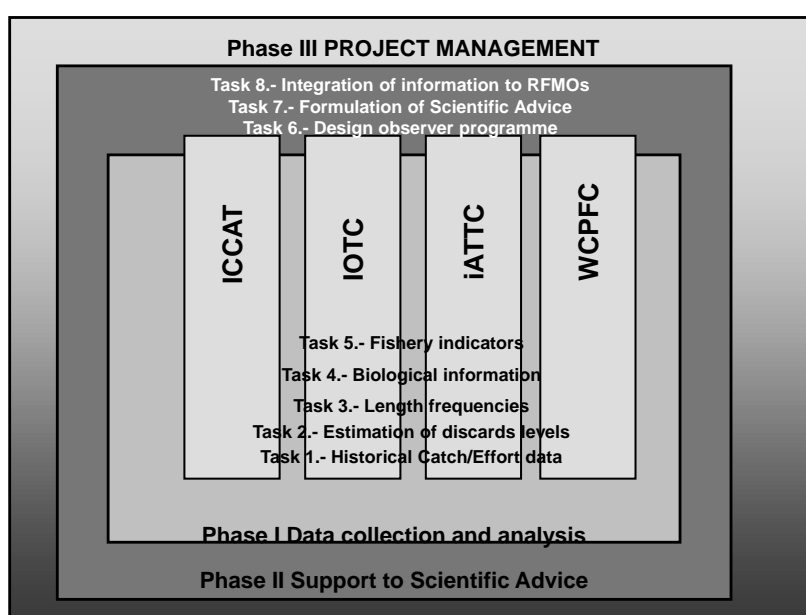 Phase III PROJECT MANAGEMENT
Task 8.- Integration of information to RFMOs
Task 7.- Formulation of Scientific Advice
Task 6.- Design observer programme
ICCAT
IOTC
iATTC
WCPFC
Task 5.- Fishery indicators
Task 4.- Biological information
Task 3.- Length frequencies
Task 2.- Estimation of discards levels
Task 1.- Historical Catch/Effort data
Phase I Data collection and analysis
Phase II Support to Scientific Advice